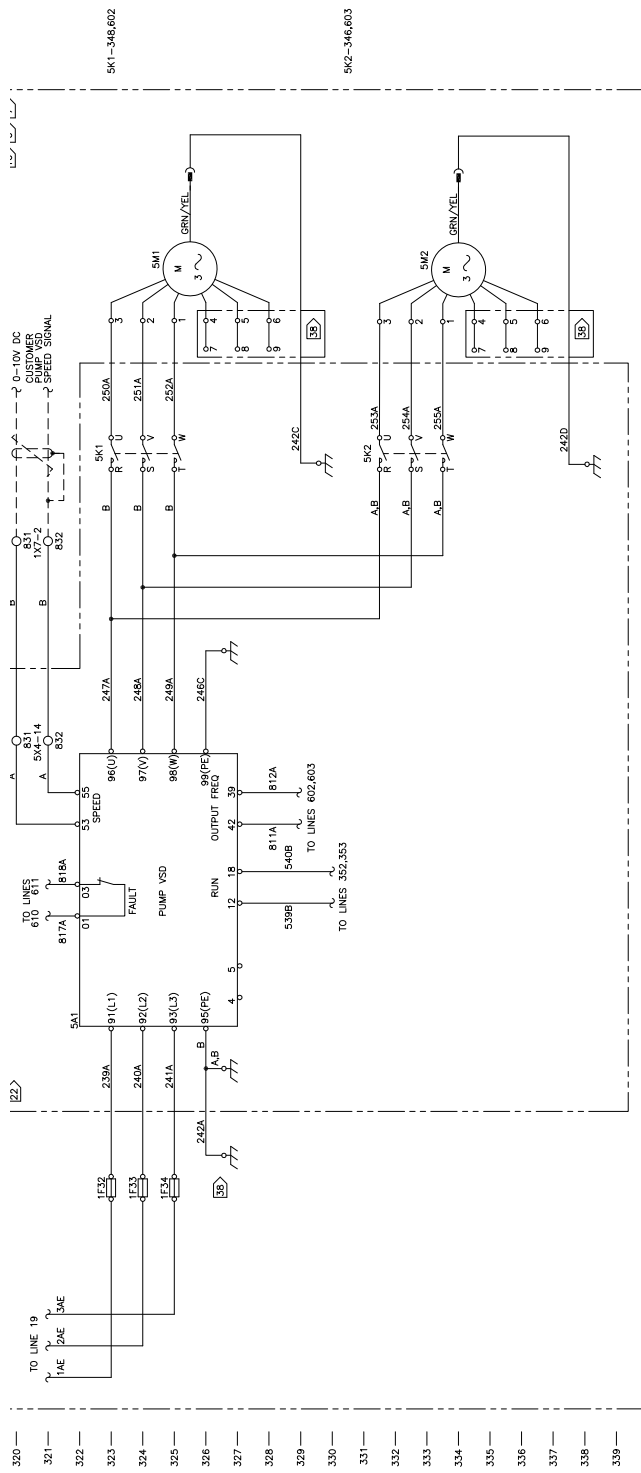 320
321
322
323
324
325
326
327
328
329
330
331
332
333
334
335
336
337
338
339
TO LINE 19
1AE
2AE
3AE
1F32
1F33
1F34
38
22
239A
240A
241A
242A
B
A,B
5A1
91(L1)
92(L2)
93(L3)
95(PE)
4
5
TO LINES
610
611
817A
818A
01
03
FAULT
PUMP VSD
12
18
RUN
539B
540B
TO LINES 352,353
53
55
SPEED
42
39
OUTPUT FREQ
811A
812A
TO LINES 602,603
96(U)
97(V)
98(W)
99(PE)
A
A
831
5X4-14
832
B
B
831
1X7-2
832
0-10V DC
CUSTOMER
PUMP VSD
SPEED SIGNAL
247A
248A
249A
246C
B
B
B
5K1
R
S
T
U
V
W
250A
251A
252A
3
2
1
4
5
6
7
8
9
38
5M1
M
3
GRN/YEL
242C
5K1-348,602
A,B
A,B
A,B
5K2
R
S
T
U
V
W
253A
254A
255A
3
2
1
4
5
6
7
8
9
38
5M2
M
3
GRN/YEL
242D
5K2-346,603